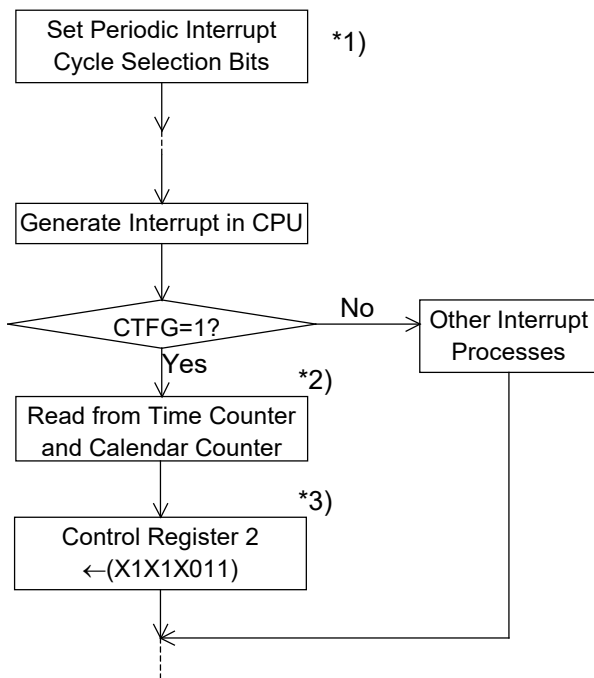 Set Periodic Interrupt
Cycle Selection Bits
*1)
Generate Interrupt in CPU
CTFG=1?
No
Other Interrupt
Processes
Yes
*2)
Read from Time Counter
and Calendar Counter
*3)
Control Register 2
←(X1X1X011)